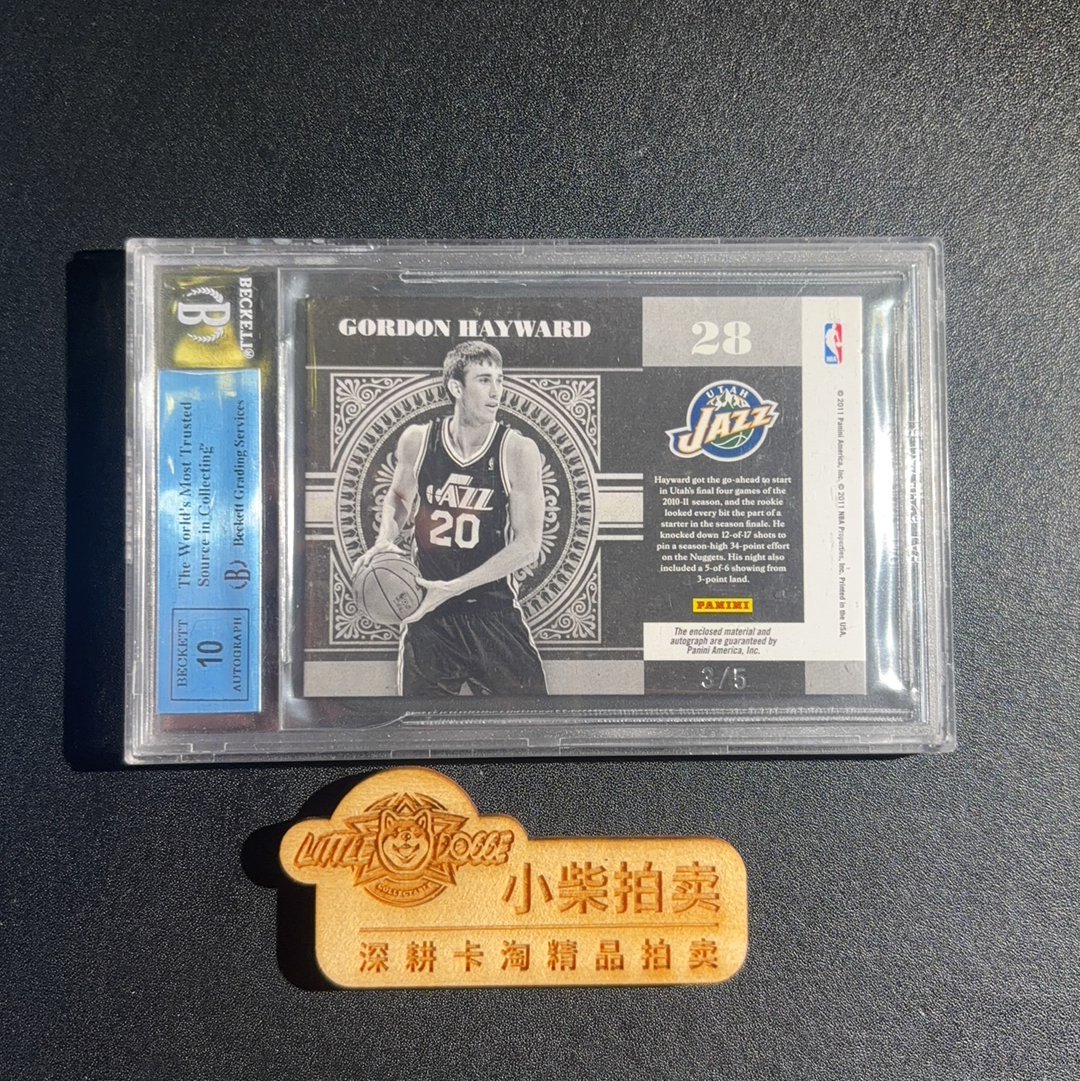 BECKETT®
B
The World's Most Trusted
Source in Collecting™
B Beckett Grading Services
BECKETT
10
AUTOGRAPH
GORDON HAYWARD
28
NBA
UTAH
JAZZ
JAZZ
20
Hayward got the go-ahead to start
in Utah's final four games of the
2010-11 season, and the rookie
looked every bit the part of a
starter in the season finale. He
knocked down 12-of-17 shots to
pin a season-high 34-point effort
on the Nuggets. His night also
included a 5-of-6 showing from
3-point land.
PANINI
The enclosed material and
autograph are guaranteed by
Panini America, Inc.
3/5
© 2011 Panini America, Inc. © 2011 NBA Properties, Inc. Printed in the USA.
LITTLE DOGGE
COLLECTABLE
小柴拍卖
深耕卡淘精品拍卖